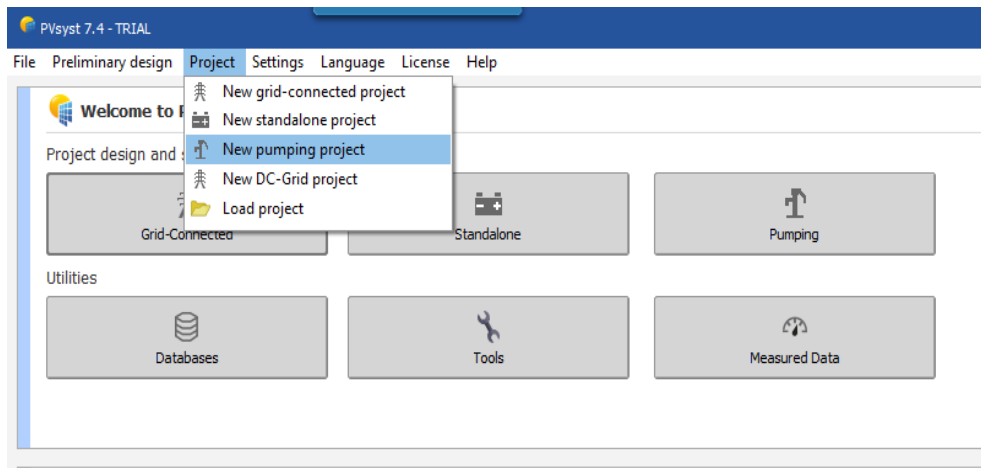 PVsyst 7.4 - TRIAL
File Preliminary design Project Settings Language License Help
New grid-connected project
Welcome to
New standalone project
New pumping project
Project design and
New DC-Grid project
Load project
Grid-Connected Standalone Pumping
Utilities
Databases Tools Measured Data